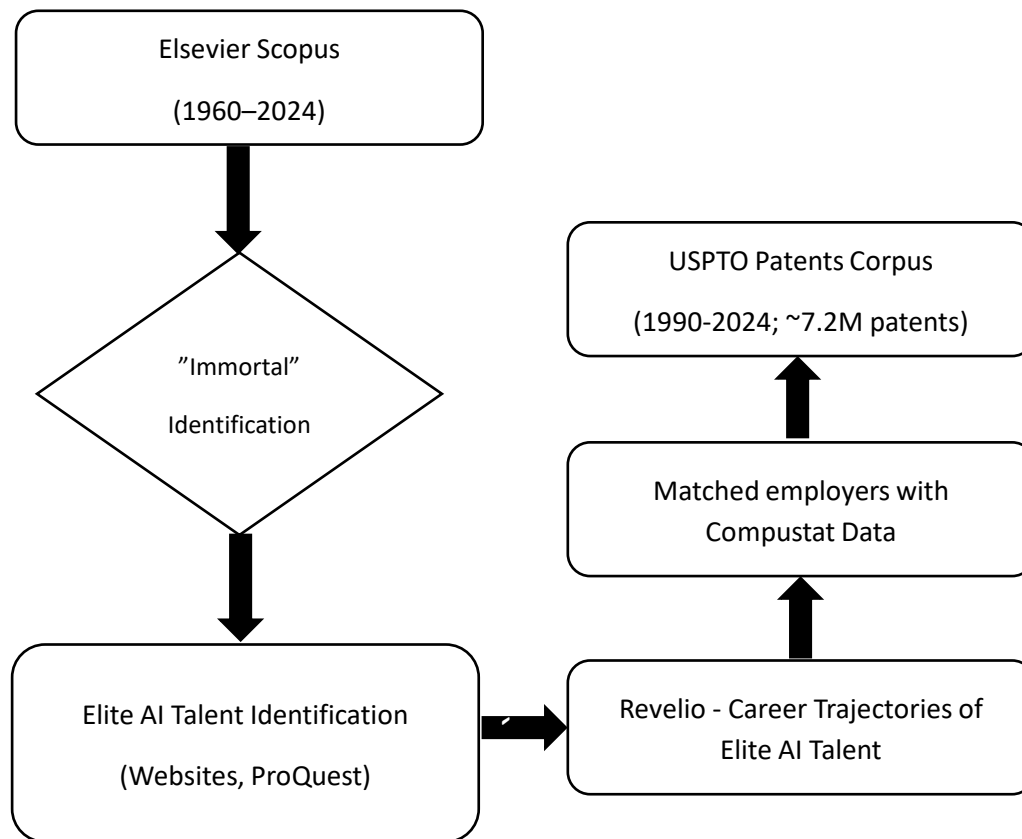 Elsevier Scopus
(1960–2024)
”Immortal”
Identification
Elite AI Talent Identification
(Websites, ProQuest)
Revelio - Career Trajectories of
Elite AI Talent
Matched employers with
Compustat Data
USPTO Patents Corpus
(1990-2024; ~7.2M patents)